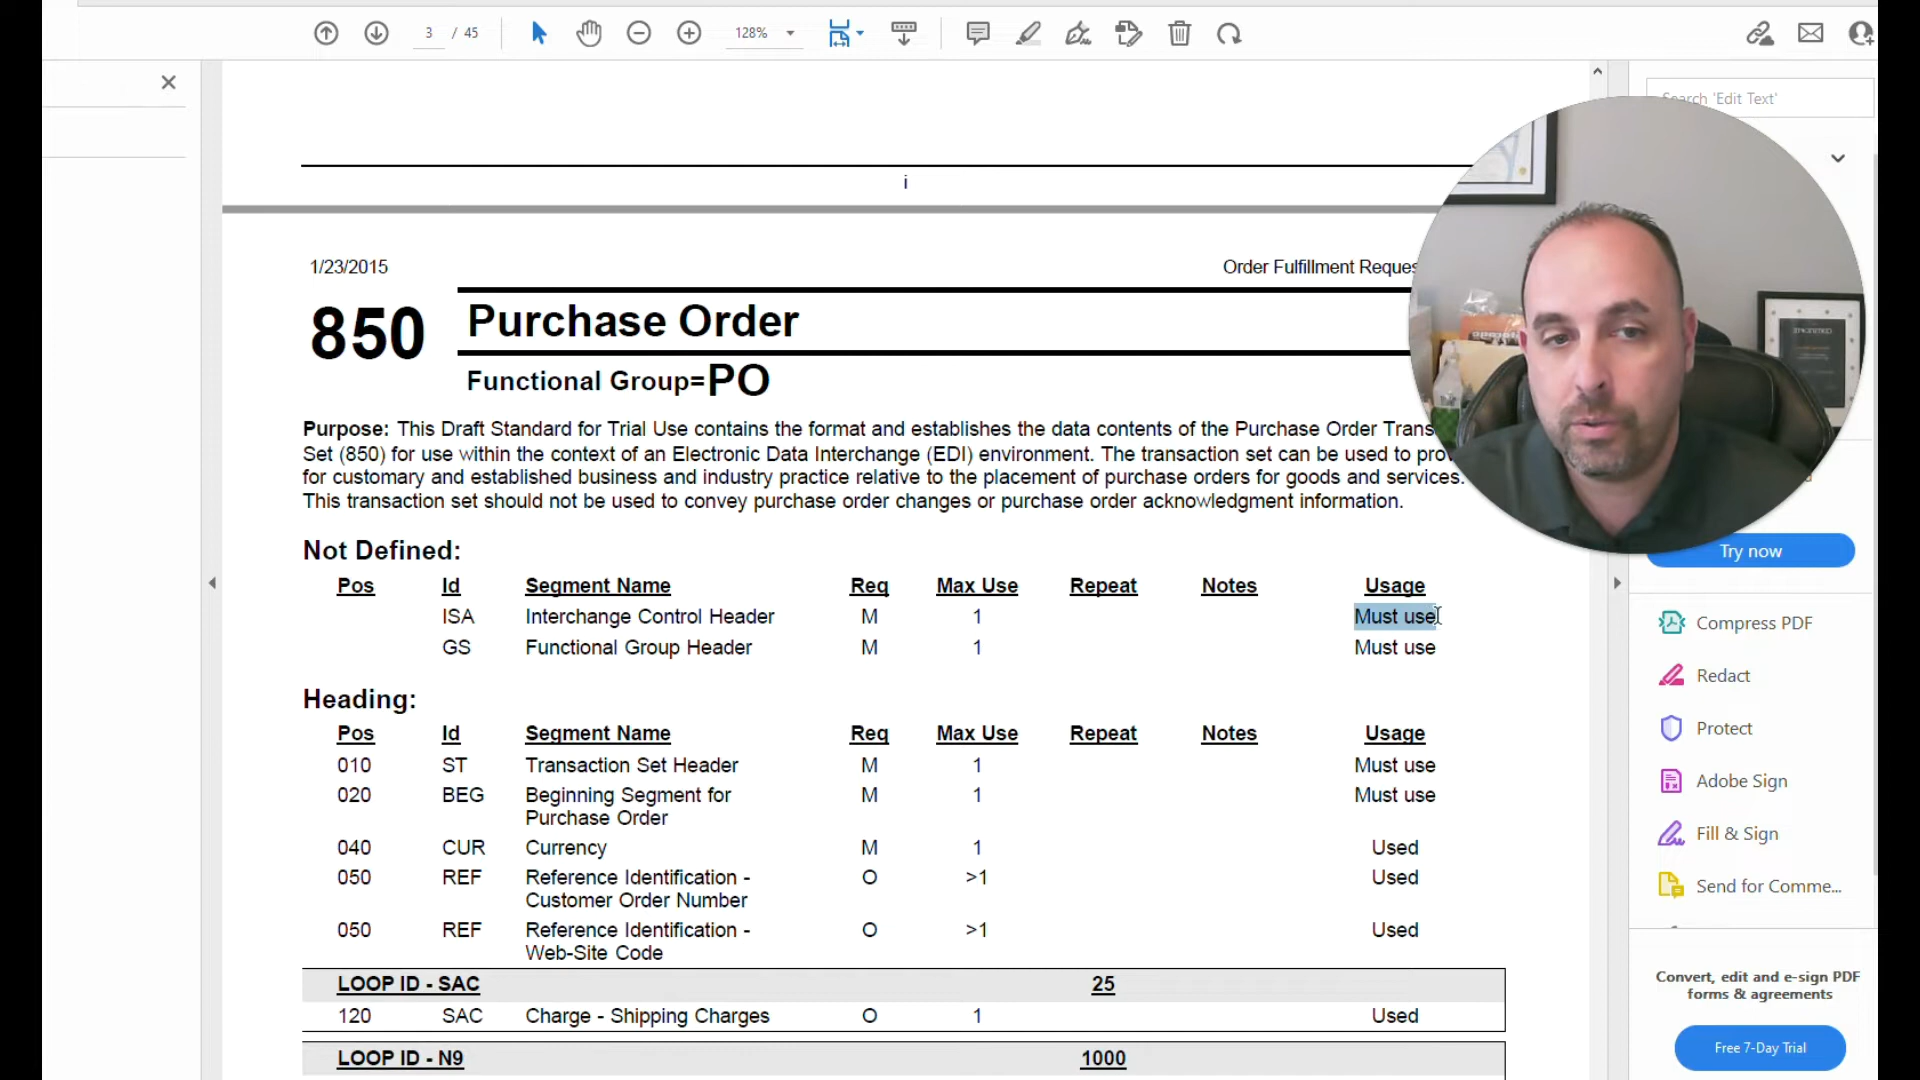 3 / 45 128%
Search 'Edit Text'
i
1/23/2015 Order Fulfillment Reques
850 Purchase Order
Functional Group=PO
Purpose: This Draft Standard for Trial Use contains the format and establishes the data contents of the Purchase Order Trans
Set (850) for use within the context of an Electronic Data Interchange (EDI) environment. The transaction set can be used to prov
for customary and established business and industry practice relative to the placement of purchase orders for goods and services.
This transaction set should not be used to convey purchase order changes or purchase order acknowledgment information.
Not Defined:
Pos Id Segment Name Req Max Use Repeat Notes Usage
ISA Interchange Control Header M 1 Must use
GS Functional Group Header M 1 Must use
Heading:
Pos Id Segment Name Req Max Use Repeat Notes Usage
010 ST Transaction Set Header M 1 Must use
020 BEG Beginning Segment for M 1 Must use
Purchase Order
040 CUR Currency M 1 Used
050 REF Reference Identification - O >1 Used
Customer Order Number
050 REF Reference Identification - O >1 Used
Web-Site Code
LOOP ID - SAC 25
120 SAC Charge - Shipping Charges O 1 Used
LOOP ID - N9 1000
Try now
Compress PDF
Redact
Protect
Adobe Sign
Fill & Sign
Send for Comme...
Convert, edit and e-sign PDF
forms & agreements
Free 7-Day Trial